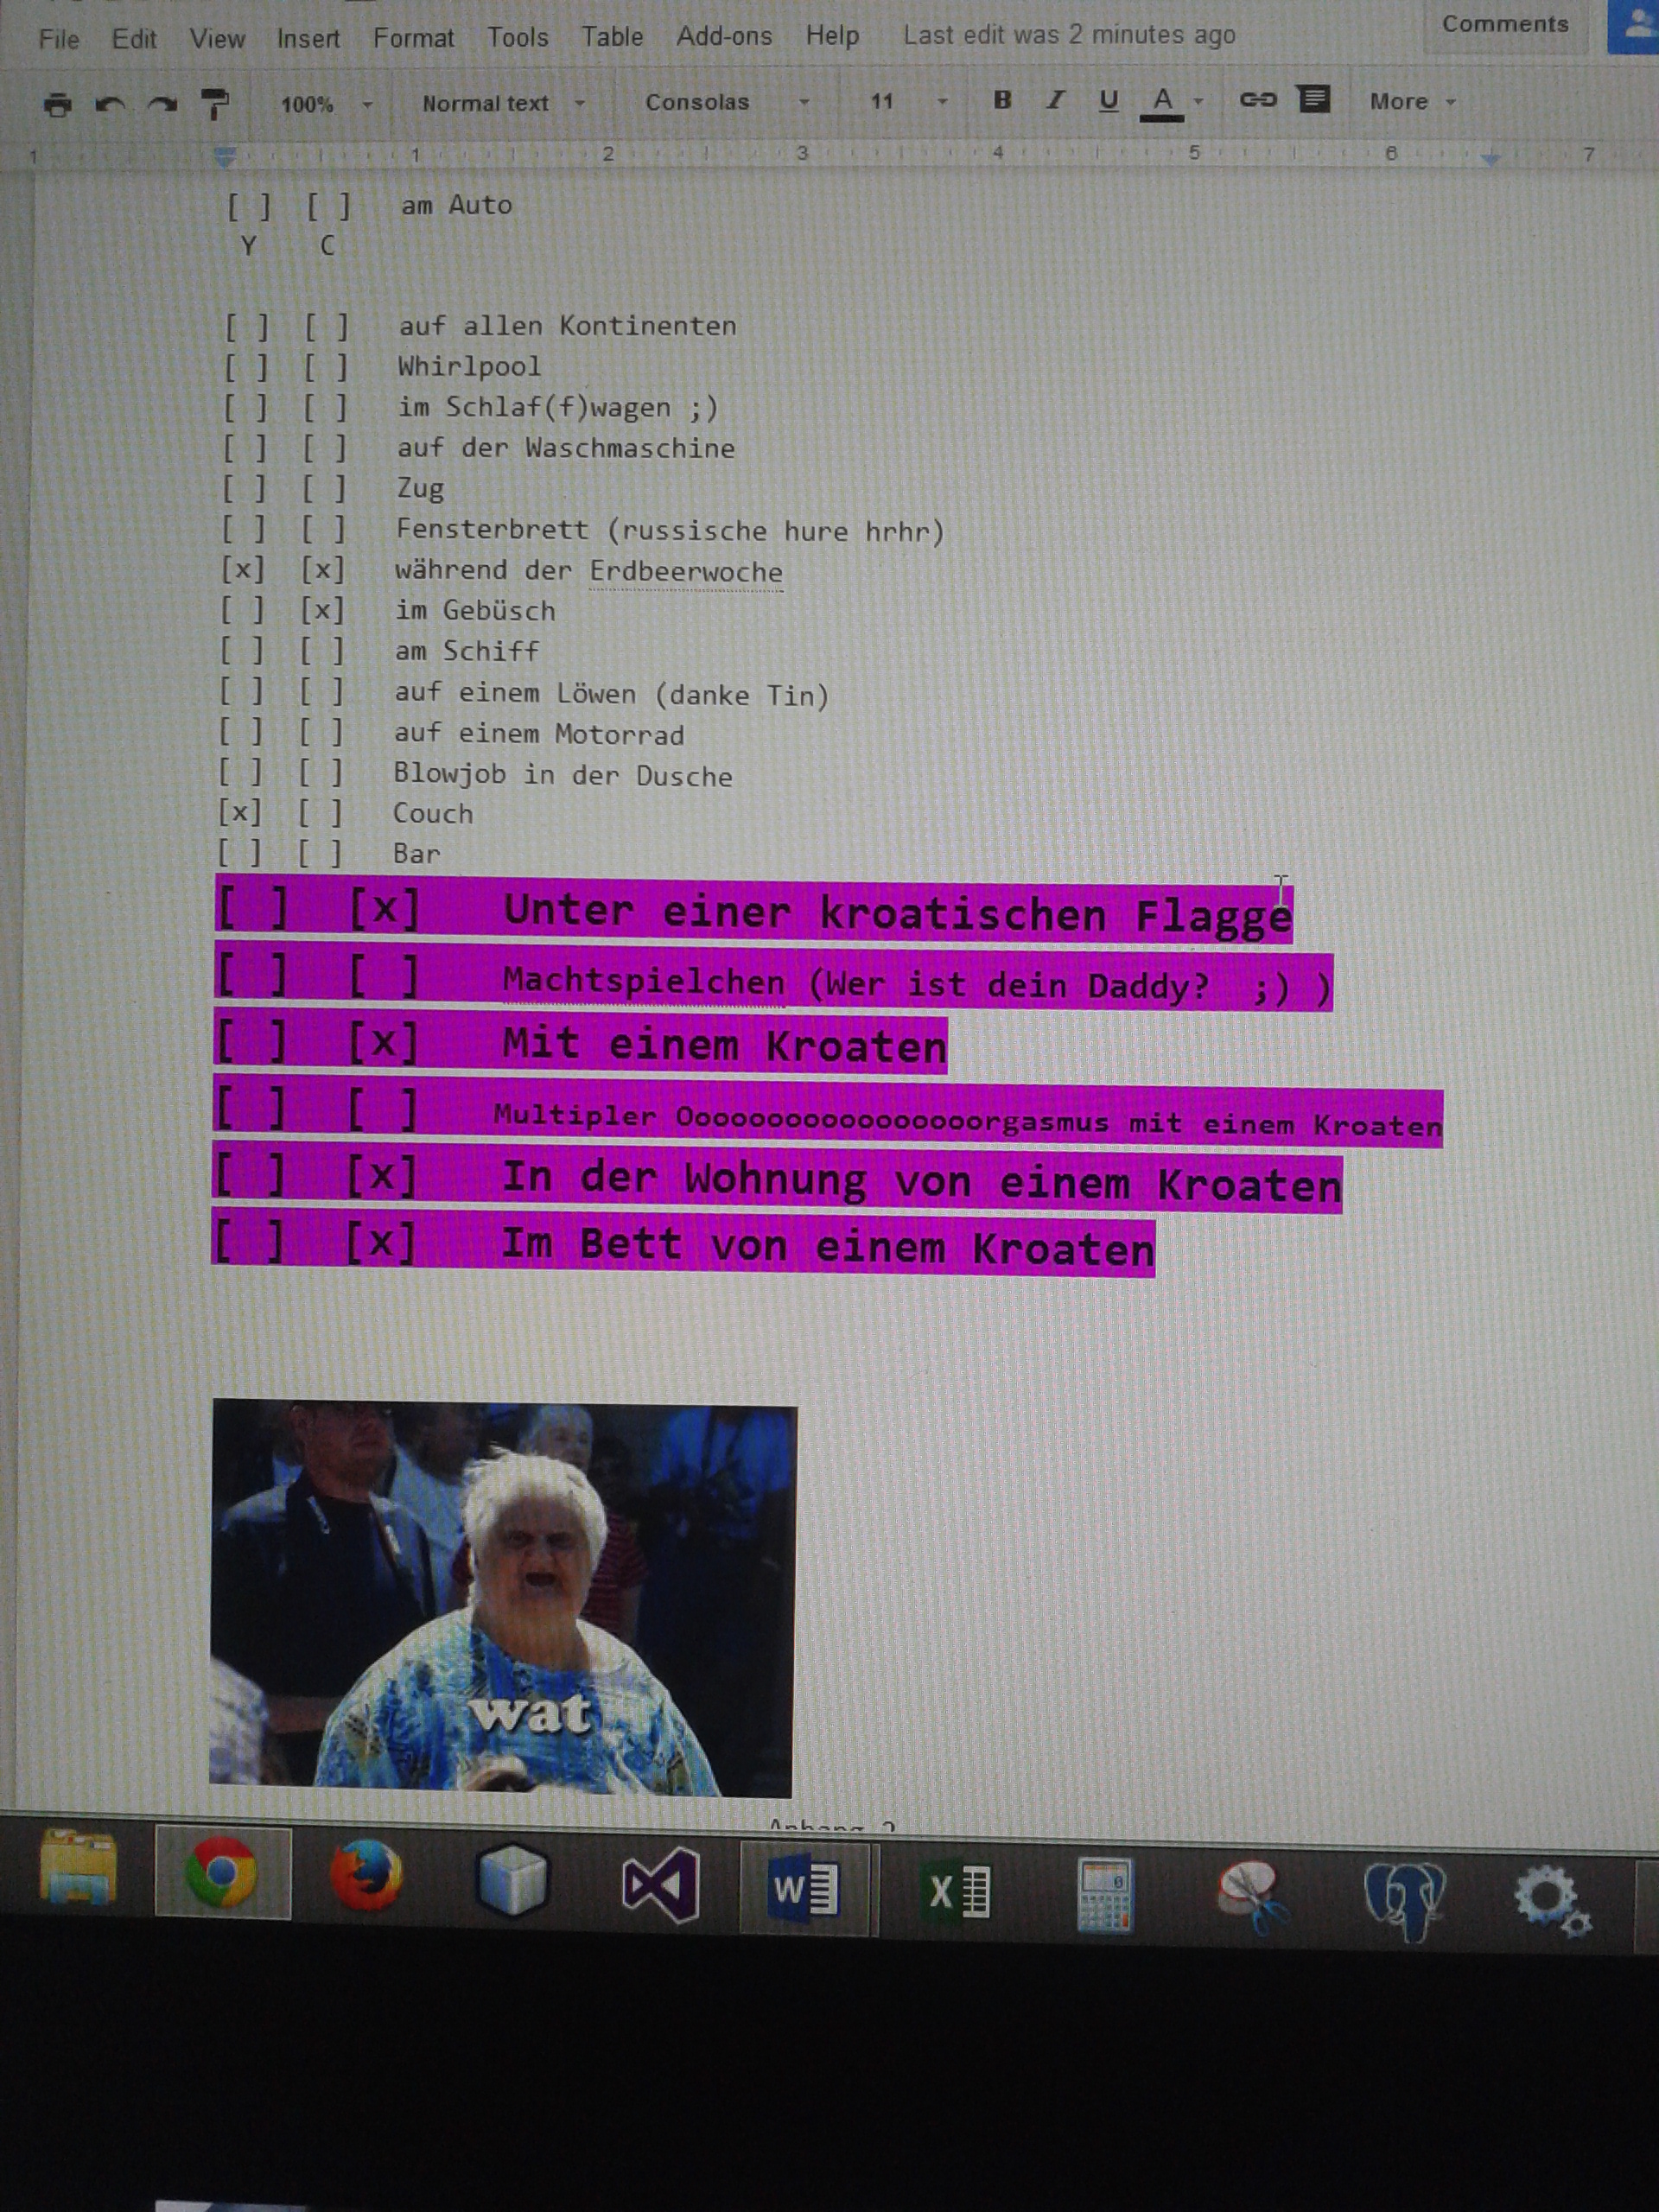 File Edit View Insert Format Tools Table Add-ons Help Last edit was 2 minutes ago Comments
100% Normal text Consolas 11 B I U A More
1 1 2 3 4 5 6 7
[ ] [ ] am Auto
Y C
[ ] [ ] auf allen Kontinenten
[ ] [ ] Whirlpool
[ ] [ ] im Schlaf(f)wagen ;)
[ ] [ ] auf der Waschmaschine
[ ] [ ] Zug
[ ] [ ] Fensterbrett (russische hure hrhr)
[x] [x] während der Erdbeerwoche
[ ] [x] im Gebüsch
[ ] [ ] am Schiff
[ ] [ ] auf einem Löwen (danke Tin)
[ ] [ ] auf einem Motorrad
[ ] [ ] Blowjob in der Dusche
[x] [ ] Couch
[ ] [ ] Bar
[ ] [x] Unter einer kroatischen Flagge
[ ] [ ] Machtspielchen (Wer ist dein Daddy? ;) )
[ ] [x] Mit einem Kroaten
[ ] [ ] Multipler Ooooooooooooooooorgasmus mit einem Kroaten
[ ] [x] In der Wohnung von einem Kroaten
[ ] [x] Im Bett von einem Kroaten
wat
Anhang 2
W X 0